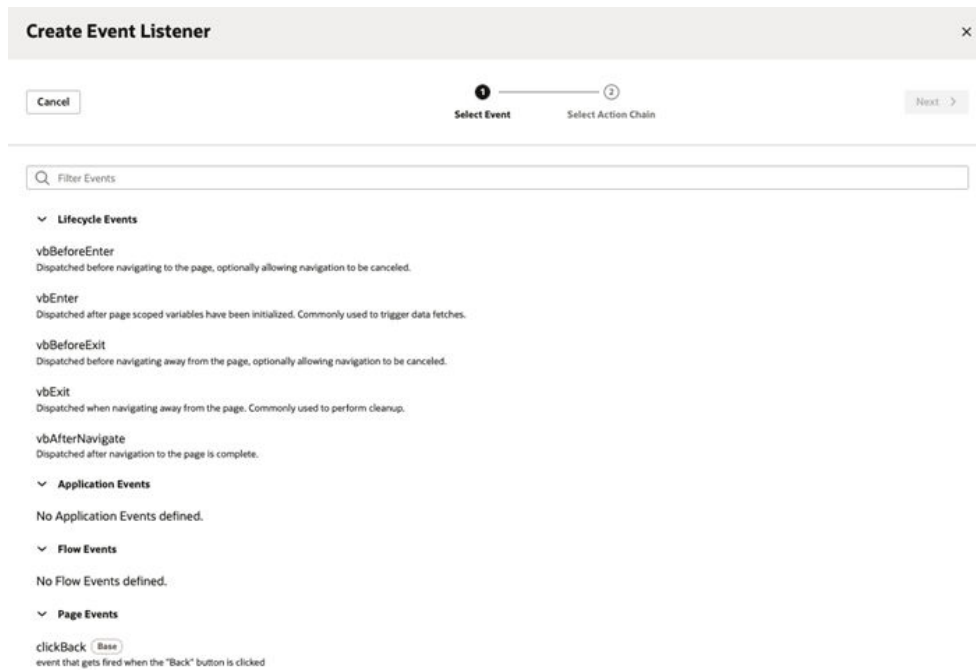 Create Event Listener
Cancel
1
2
Next
Select Event
Select Action Chain
Filter Events
Lifecycle Events
vbBeforeEnter
Dispatched before navigating to the page, optionally allowing navigation to be canceled.
vbEnter
Dispatched after page scoped variables have been initialized. Commonly used to trigger data fetches.
vbBeforeExit
Dispatched before navigating away from the page, optionally allowing navigation to be canceled.
vbExit
Dispatched when navigating away from the page. Commonly used to perform cleanup.
vbAfterNavigate
Dispatched after navigation to the page is complete.
Application Events
No Application Events defined.
Flow Events
No Flow Events defined.
Page Events
clickBack Base
event that gets fired when the "Back" button is clicked